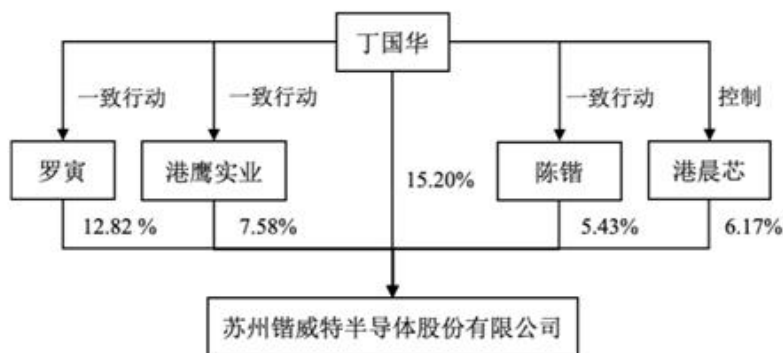 丁国华
一致行动
一致行动
一致行动
控制
罗寅
港鹰实业
15.20%
陈锴
港晨芯
12.82 %
7.58%
5.43%
6.17%
苏州锴威特半导体股份有限公司